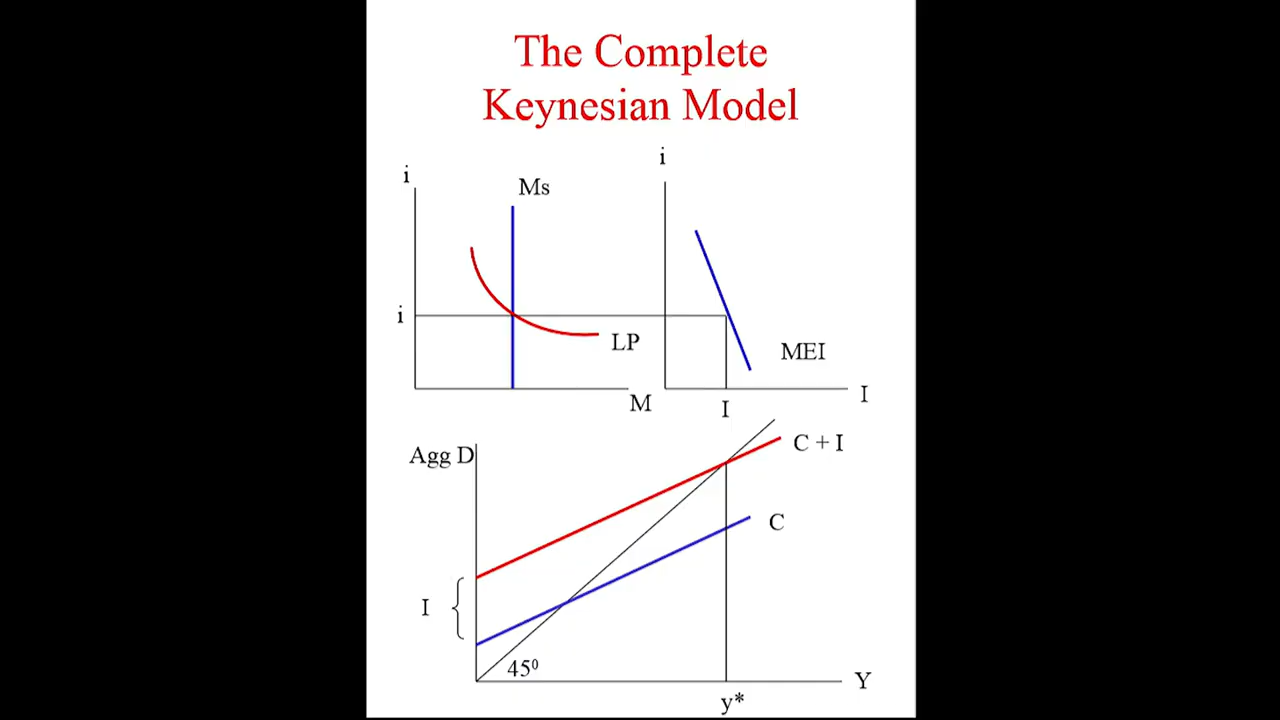 The Complete
Keynesian Model
i
i
Ms
i
LP
MEI
M
I
I
Agg D
C + I
C
I
45⁰
Y
y*